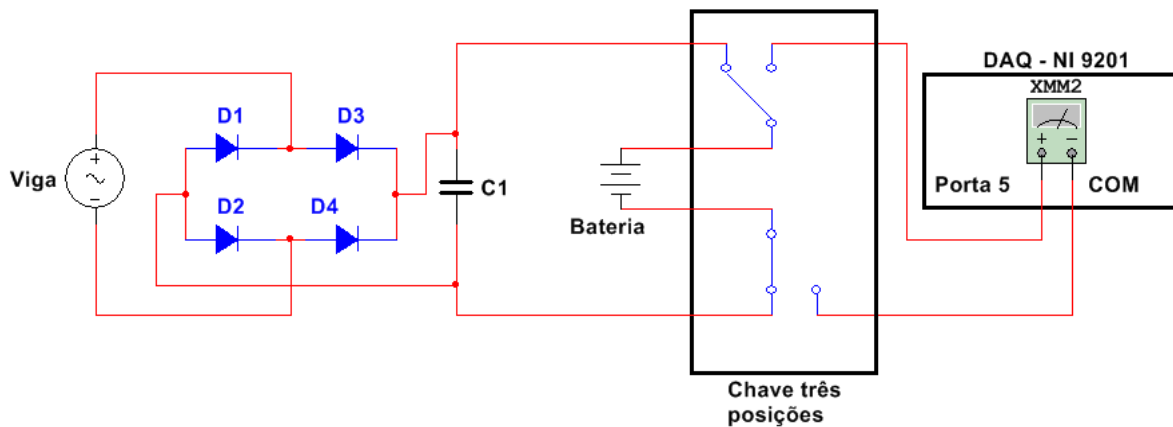 DAQ - NI 9201
XMM2
D1
D3
Viga
D2
D4
C1
Bateria
Porta 5
COM
Chave três
posições